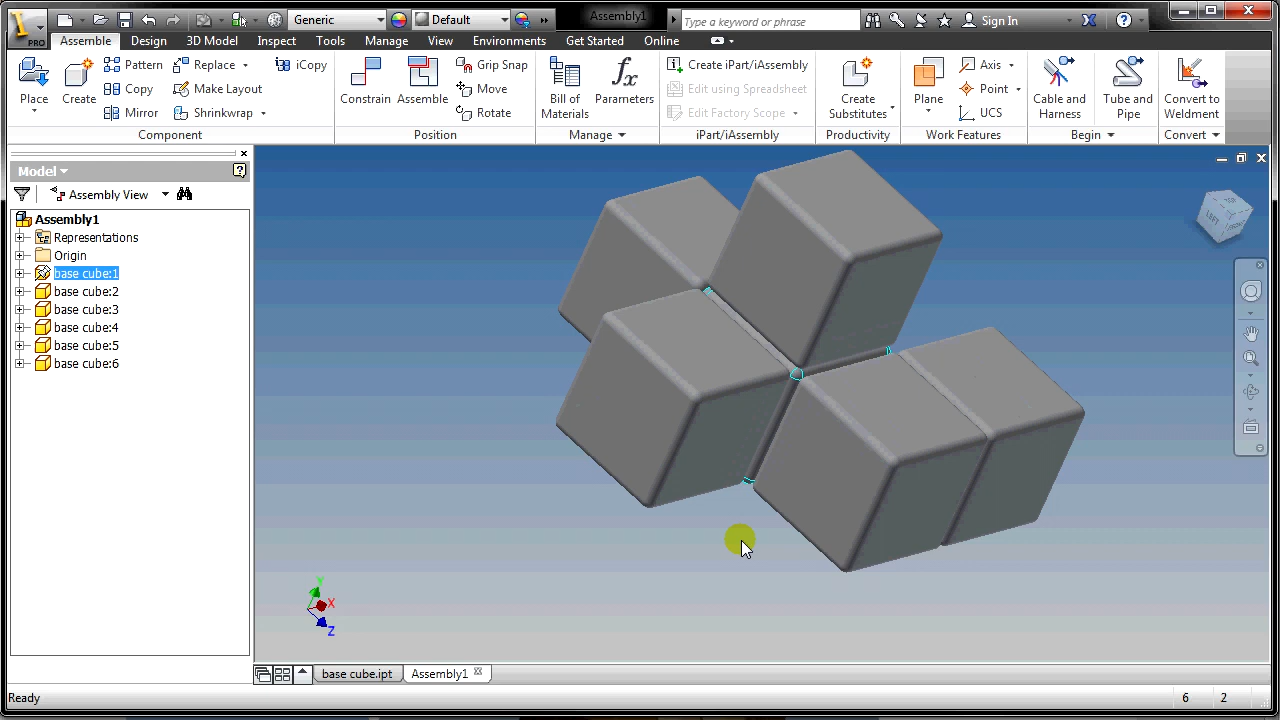 PRO
Generic
Default
Assembly1
Type a keyword or phrase
Sign In
Assemble
Design
3D Model
Inspect
Tools
Manage
View
Environments
Get Started
Online
Place
Create
Pattern
Copy
Mirror
Replace
Make Layout
Shrinkwrap
iCopy
Component
Constrain
Assemble
Grip Snap
Move
Rotate
Position
Bill of
Materials
Parameters
Manage
Create iPart/iAssembly
Edit using Spreadsheet
Edit Factory Scope
iPart/iAssembly
Create
Substitutes
Productivity
Plane
Axis
Point
UCS
Work Features
Cable and
Harness
Tube and
Pipe
Begin
Convert to
Weldment
Convert
Model
Assembly View
Assembly1
Representations
Origin
base cube:1
base cube:2
base cube:3
base cube:4
base cube:5
base cube:6
LEFT
Y
X
Z
base cube.ipt
Assembly1
Ready
6
2